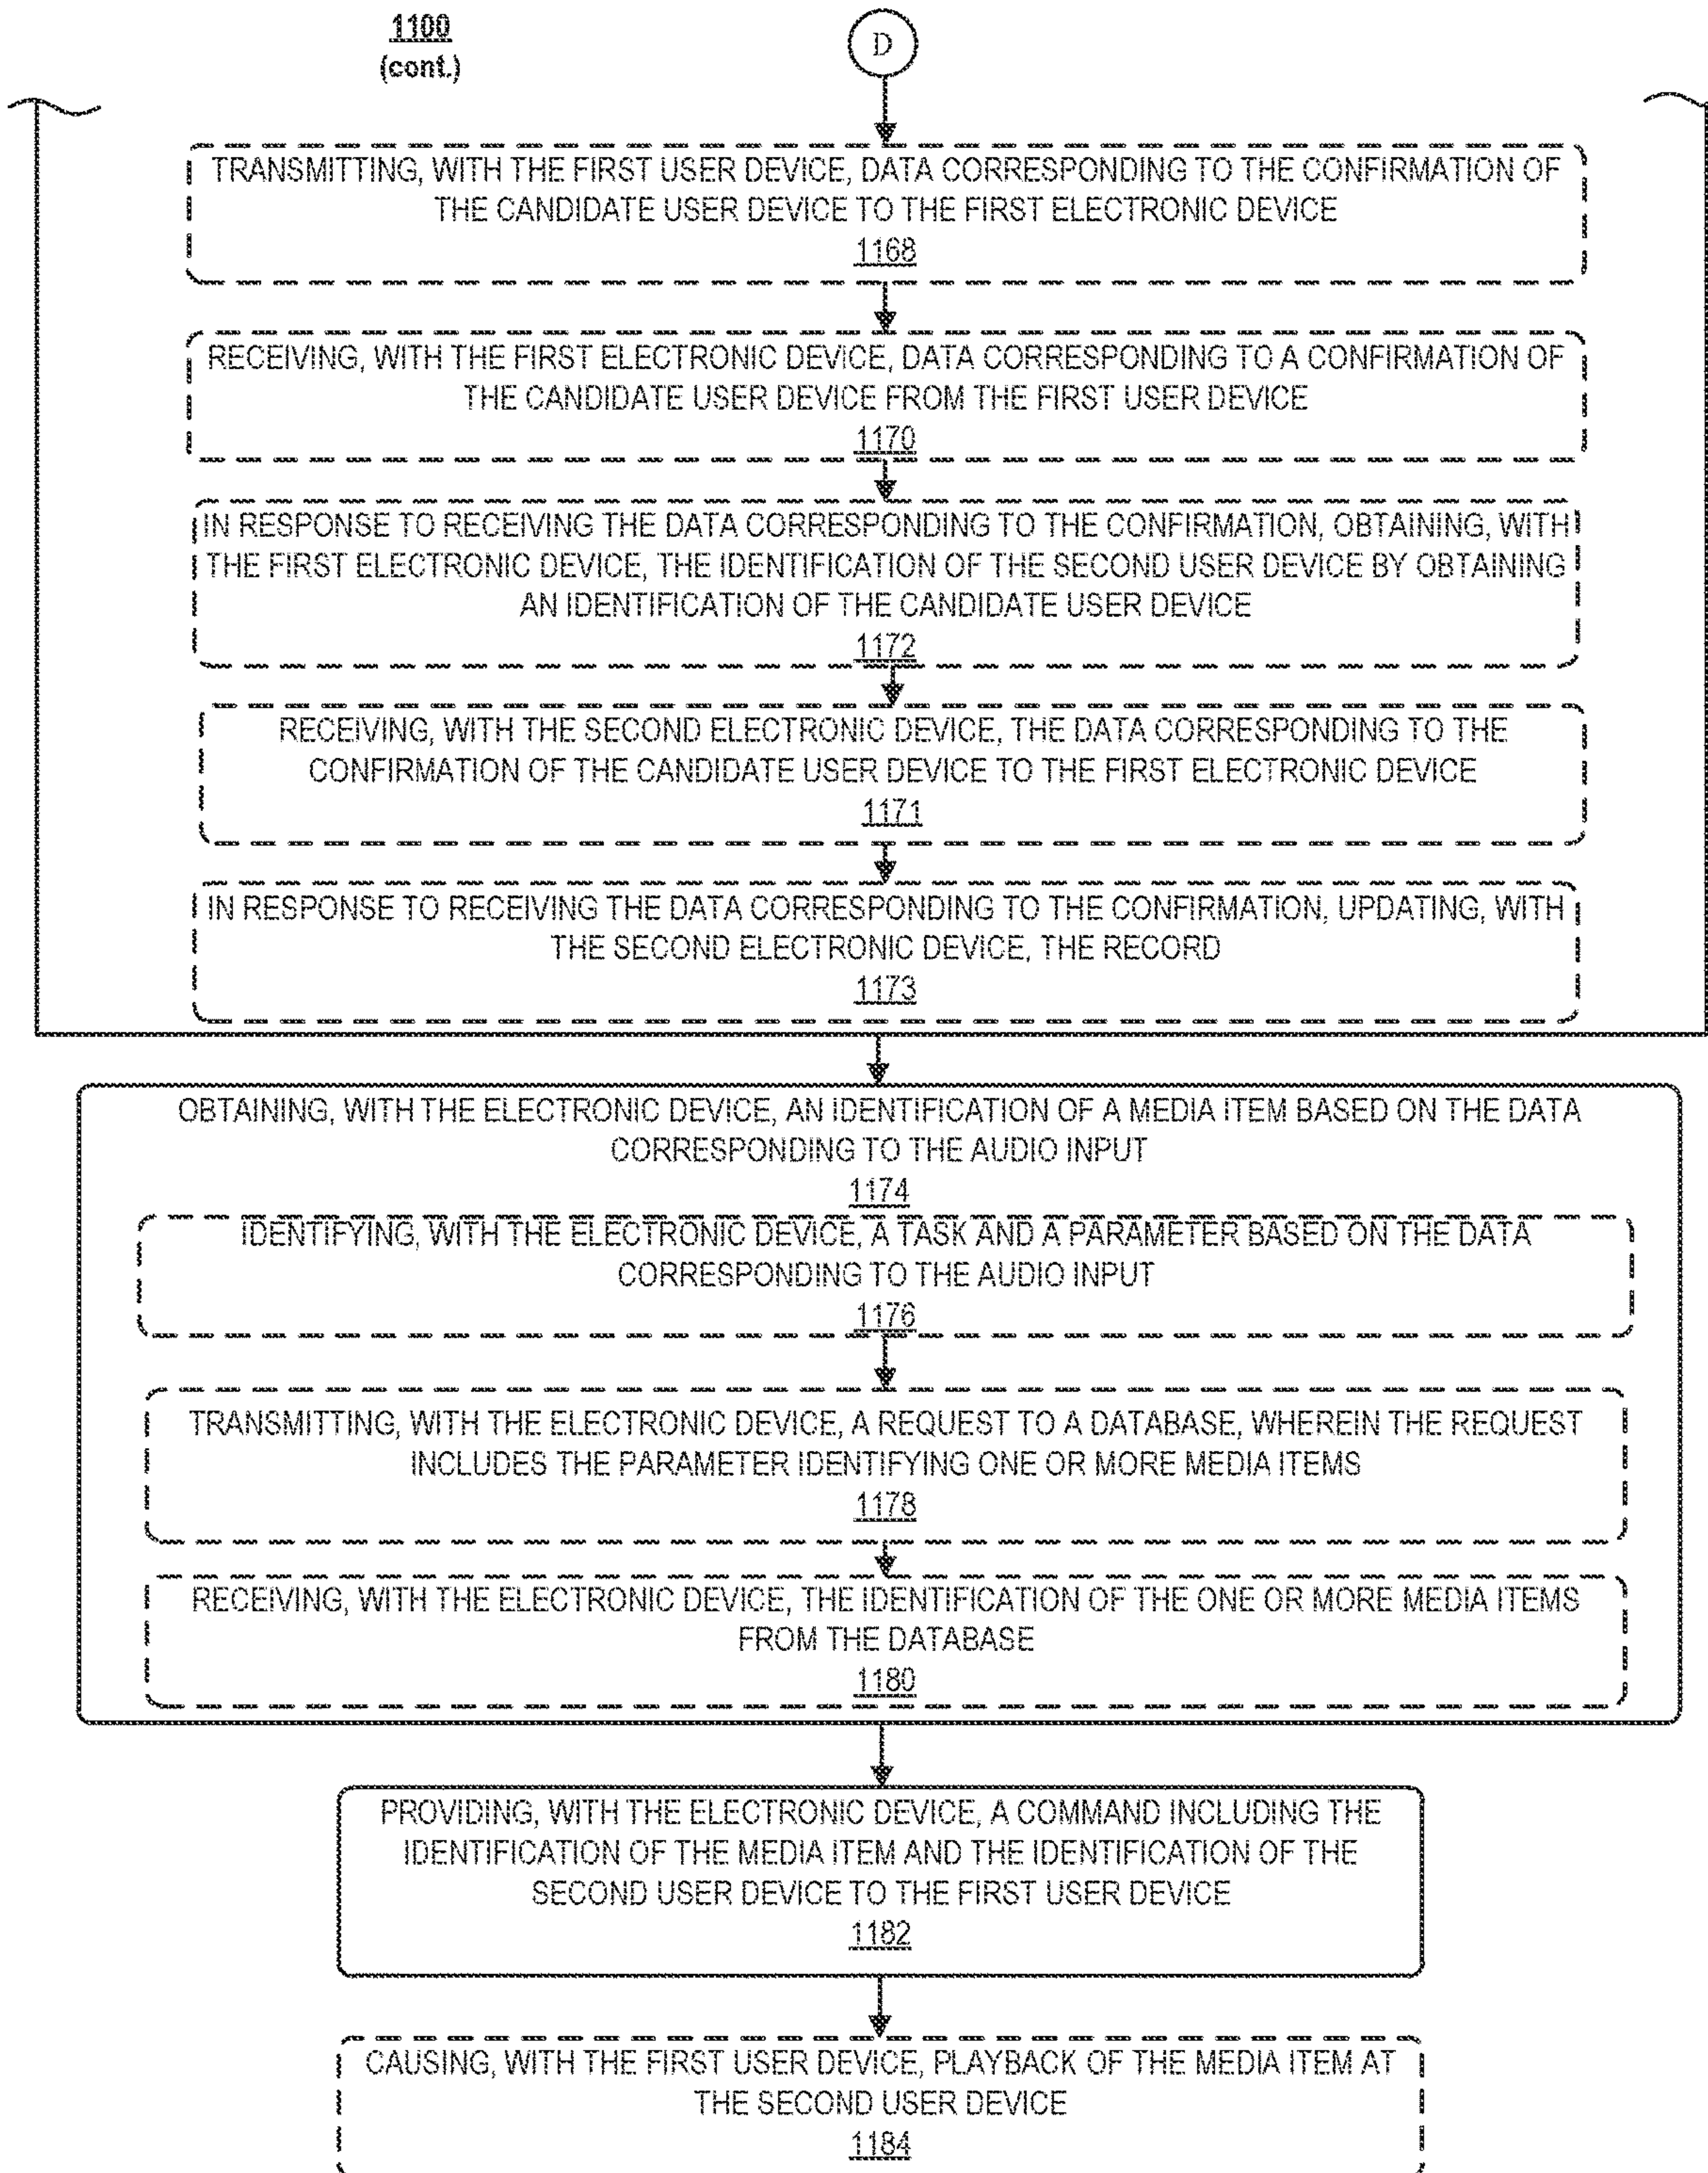 1100
(cont.)
D
TRANSMITTING, WITH THE FIRST USER DEVICE, DATA CORRESPONDING TO THE CONFIRMATION OF
THE CANDIDATE USER DEVICE TO THE FIRST ELECTRONIC DEVICE
1168
RECEIVING, WITH THE FIRST ELECTRONIC DEVICE, DATA CORRESPONDING TO A CONFIRMATION OF
THE CANDIDATE USER DEVICE FROM THE FIRST USER DEVICE
1170
IN RESPONSE TO RECEIVING THE DATA CORRESPONDING TO THE CONFIRMATION, OBTAINING, WITH
THE FIRST ELECTRONIC DEVICE, THE IDENTIFICATION OF THE SECOND USER DEVICE BY OBTAINING
AN IDENTIFICATION OF THE CANDIDATE USER DEVICE
1172
RECEIVING, WITH THE SECOND ELECTRONIC DEVICE, THE DATA CORRESPONDING TO THE
CONFIRMATION OF THE CANDIDATE USER DEVICE TO THE FIRST ELECTRONIC DEVICE
1171
IN RESPONSE TO RECEIVING THE DATA CORRESPONDING TO THE CONFIRMATION, UPDATING, WITH
THE SECOND ELECTRONIC DEVICE, THE RECORD
1173
OBTAINING, WITH THE ELECTRONIC DEVICE, AN IDENTIFICATION OF A MEDIA ITEM BASED ON THE DATA
CORRESPONDING TO THE AUDIO INPUT
1174
IDENTIFYING, WITH THE ELECTRONIC DEVICE, A TASK AND A PARAMETER BASED ON THE DATA
CORRESPONDING TO THE AUDIO INPUT
1176
TRANSMITTING, WITH THE ELECTRONIC DEVICE, A REQUEST TO A DATABASE, WHEREIN THE REQUEST
INCLUDES THE PARAMETER IDENTIFYING ONE OR MORE MEDIA ITEMS
1178
RECEIVING, WITH THE ELECTRONIC DEVICE, THE IDENTIFICATION OF THE ONE OR MORE MEDIA ITEMS
FROM THE DATABASE
1180
PROVIDING, WITH THE ELECTRONIC DEVICE, A COMMAND INCLUDING THE
IDENTIFICATION OF THE MEDIA ITEM AND THE IDENTIFICATION OF THE
SECOND USER DEVICE TO THE FIRST USER DEVICE
1182
CAUSING, WITH THE FIRST USER DEVICE, PLAYBACK OF THE MEDIA ITEM AT
THE SECOND USER DEVICE
1184